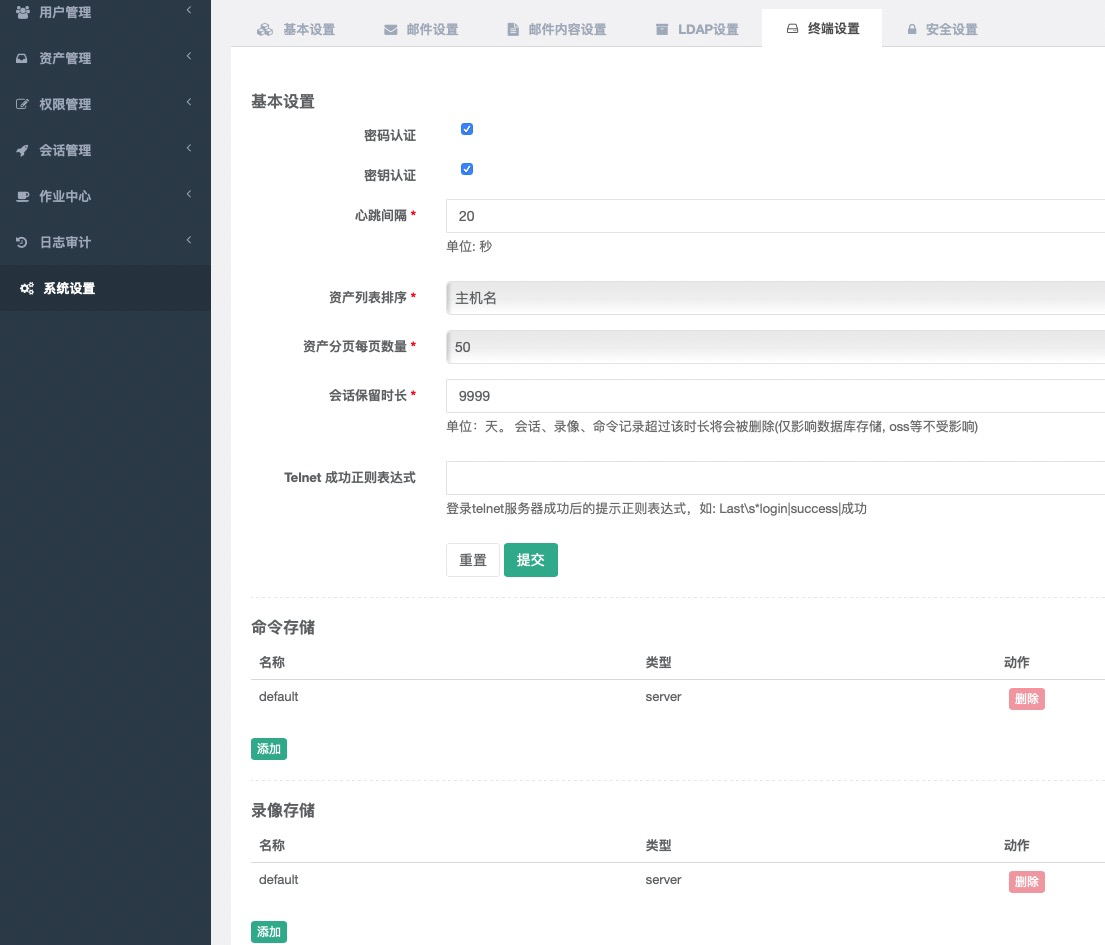 用户管理
资产管理
权限管理
会话管理
作业中心
日志审计
系统设置
基本设置 邮件设置 邮件内容设置 LDAP设置 终端设置 安全设置
基本设置
密码认证
密钥认证
心跳间隔 * 20
单位: 秒
资产列表排序 * 主机名
资产分页每页数量 * 50
会话保留时长 * 9999
单位：天。 会话、录像、命令记录超过该时长将会被删除(仅影响数据库存储, oss等不受影响)
Telnet 成功正则表达式
登录telnet服务器成功后的提示正则表达式，如: Last\s*login|success|成功
重置 提交
命令存储
名称 类型 动作
default server 删除
添加
录像存储
名称 类型 动作
default server 删除
添加